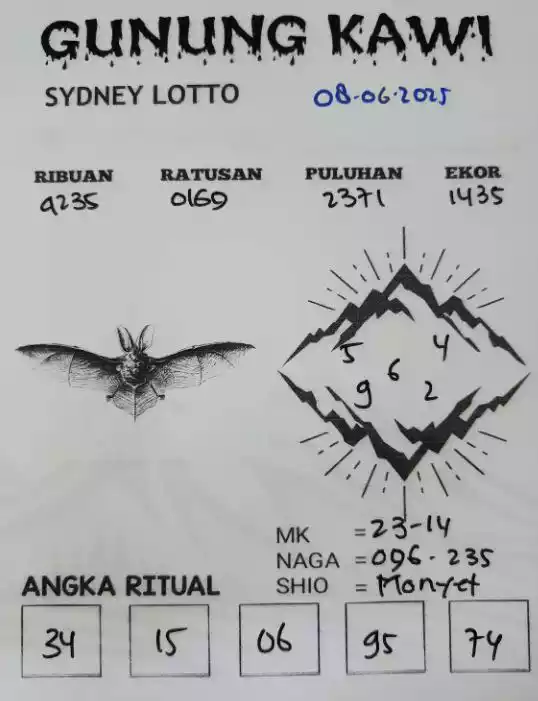 GUNUNG KAWI
SYDNEY LOTTO 08-06-2025
RIBUAN RATUSAN PULUHAN EKOR
9235 0169 2371 1435
5 4
6
9 2
MK = 23-14
NAGA = 096 - 235
ANGKA RITUAL SHIO = Monyet
34 15 06 95 74